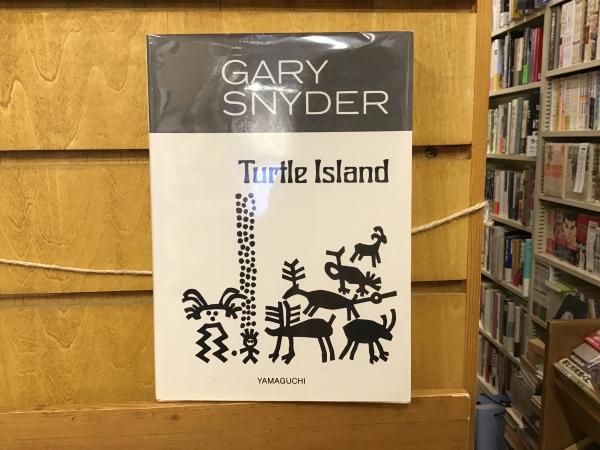 GARY
SNYDER
Turtle Island
YAMAGUCHI